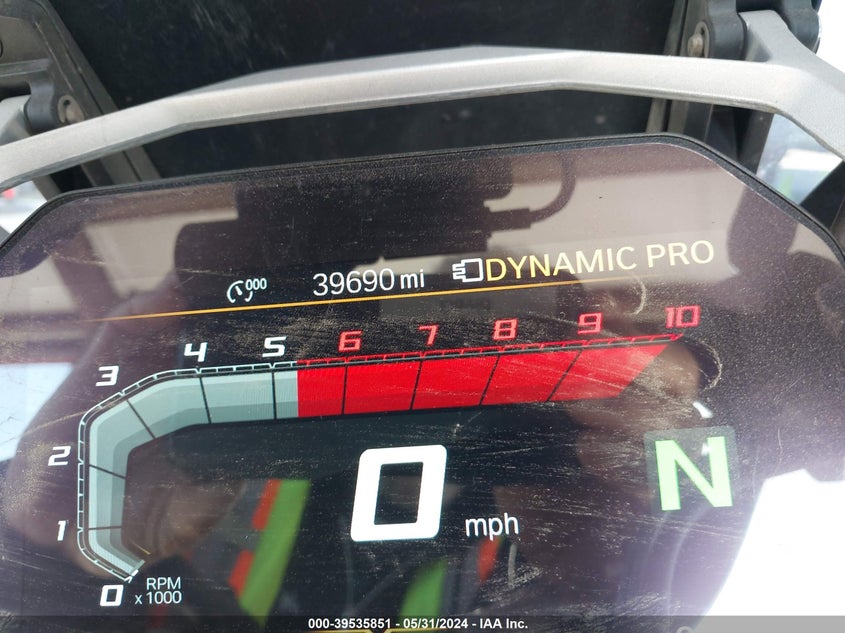 000 39690 mi DYNAMIC PRO
3 4 5 6 7 8 9 10
2
1
0 N
mph
0 RPM
x 1000
000-39535851 / 05/31/2024 - IAA Inc.